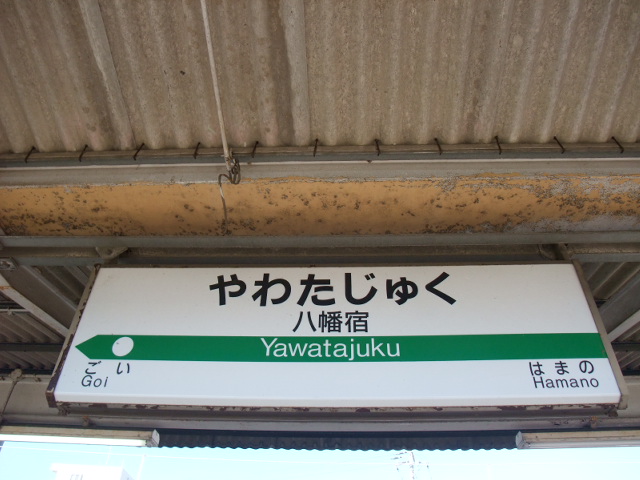 やわたじゅく
八幡宿
Yawatajuku
ごい
Goi
はまの
Hamano